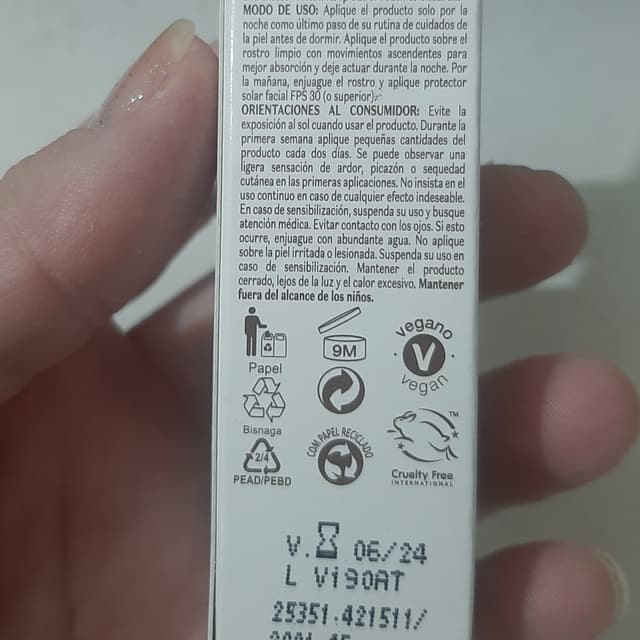 MODO DE USO: Aplique el producto solo por la
noche como último paso de su rutina de cuidados de
la piel antes de dormir. Aplique el producto sobre el
rostro limpio con movimientos ascendentes para
mejor absorción y deje actuar durante la noche. Por
la mañana, enjuague el rostro y aplique protector
solar facial FPS 30 (o superior).
ORIENTACIONES AL CONSUMIDOR: Evite la
exposición al sol cuando usar el producto. Durante la
primera semana aplique pequeñas cantidades del
producto cada dos días. Se puede observar una
ligera sensación de ardor, picazón o sequedad
cutánea en las primeras aplicaciones. No insista en el
uso continuo en caso de cualquier efecto indeseable.
En caso de sensibilización, suspenda su uso y busque
atención médica. Evitar contacto con los ojos. Si esto
ocurre, enjuague con abundante agua. No aplique
sobre la piel irritada o lesionada. Suspenda su uso en
caso de sensibilización. Mantener el producto
cerrado, lejos de la luz y el calor excesivo. Mantener
fuera del alcance de los niños.
Papel
9M
vegano
V
vegan
Bisnaga
2/4
PEAD/PEBD
COM PAPEL RECICLADO
TM
Cruelty Free
INTERNATIONAL
V. 06/24
L V190AT
25351.421511/